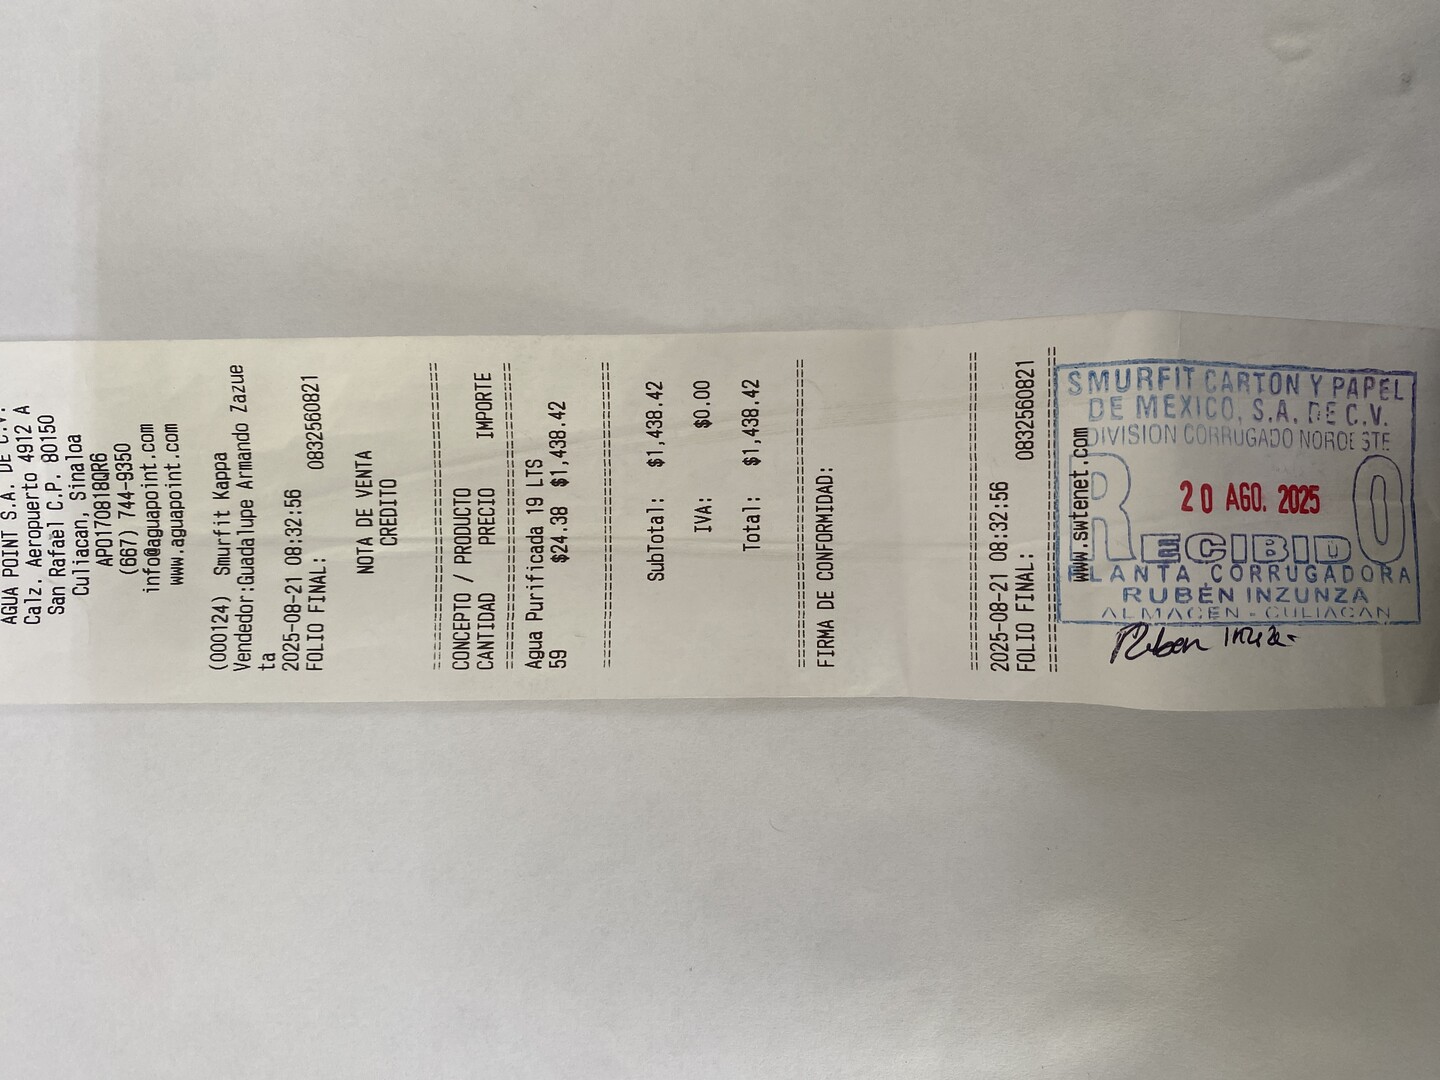 AGUA POINT S.A. DE C.V.
Calz. Aeropuerto 4912 A
San Rafael C.P. 80150
Culiacan, Sinaloa
APO170818QR6
(667) 744-9350
info@aguapoint.com
www.aguapoint.com
(000124) Smurfit Kappa
Vendedor:Guadalupe Armando Zazue
ta
2025-08-21 08:32:56
FOLIO FINAL: 0832560821
NOTA DE VENTA
CREDITO
================================
CONCEPTO / PRODUCTO
CANTIDAD PRECIO IMPORTE
================================
Agua Purificada 19 LTS
59 $24.38 $1,438.42
================================
SubTotal: $1,438.42
IVA: $0.00
Total: $1,438.42
================================
FIRMA DE CONFORMIDAD:
================================
2025-08-21 08:32:56
FOLIO FINAL: 0832560821
================================
www.swtenet.com
SMURFIT CARTON Y PAPEL
DE MEXICO, S.A. DE C.V.
DIVISION CORRUGADO NOROESTE
20 AGO. 2025
RECIBIDO
PLANTA CORRUGADORA
RUBÉN INZUNZA
ALMACEN - CULIACAN
Ruben